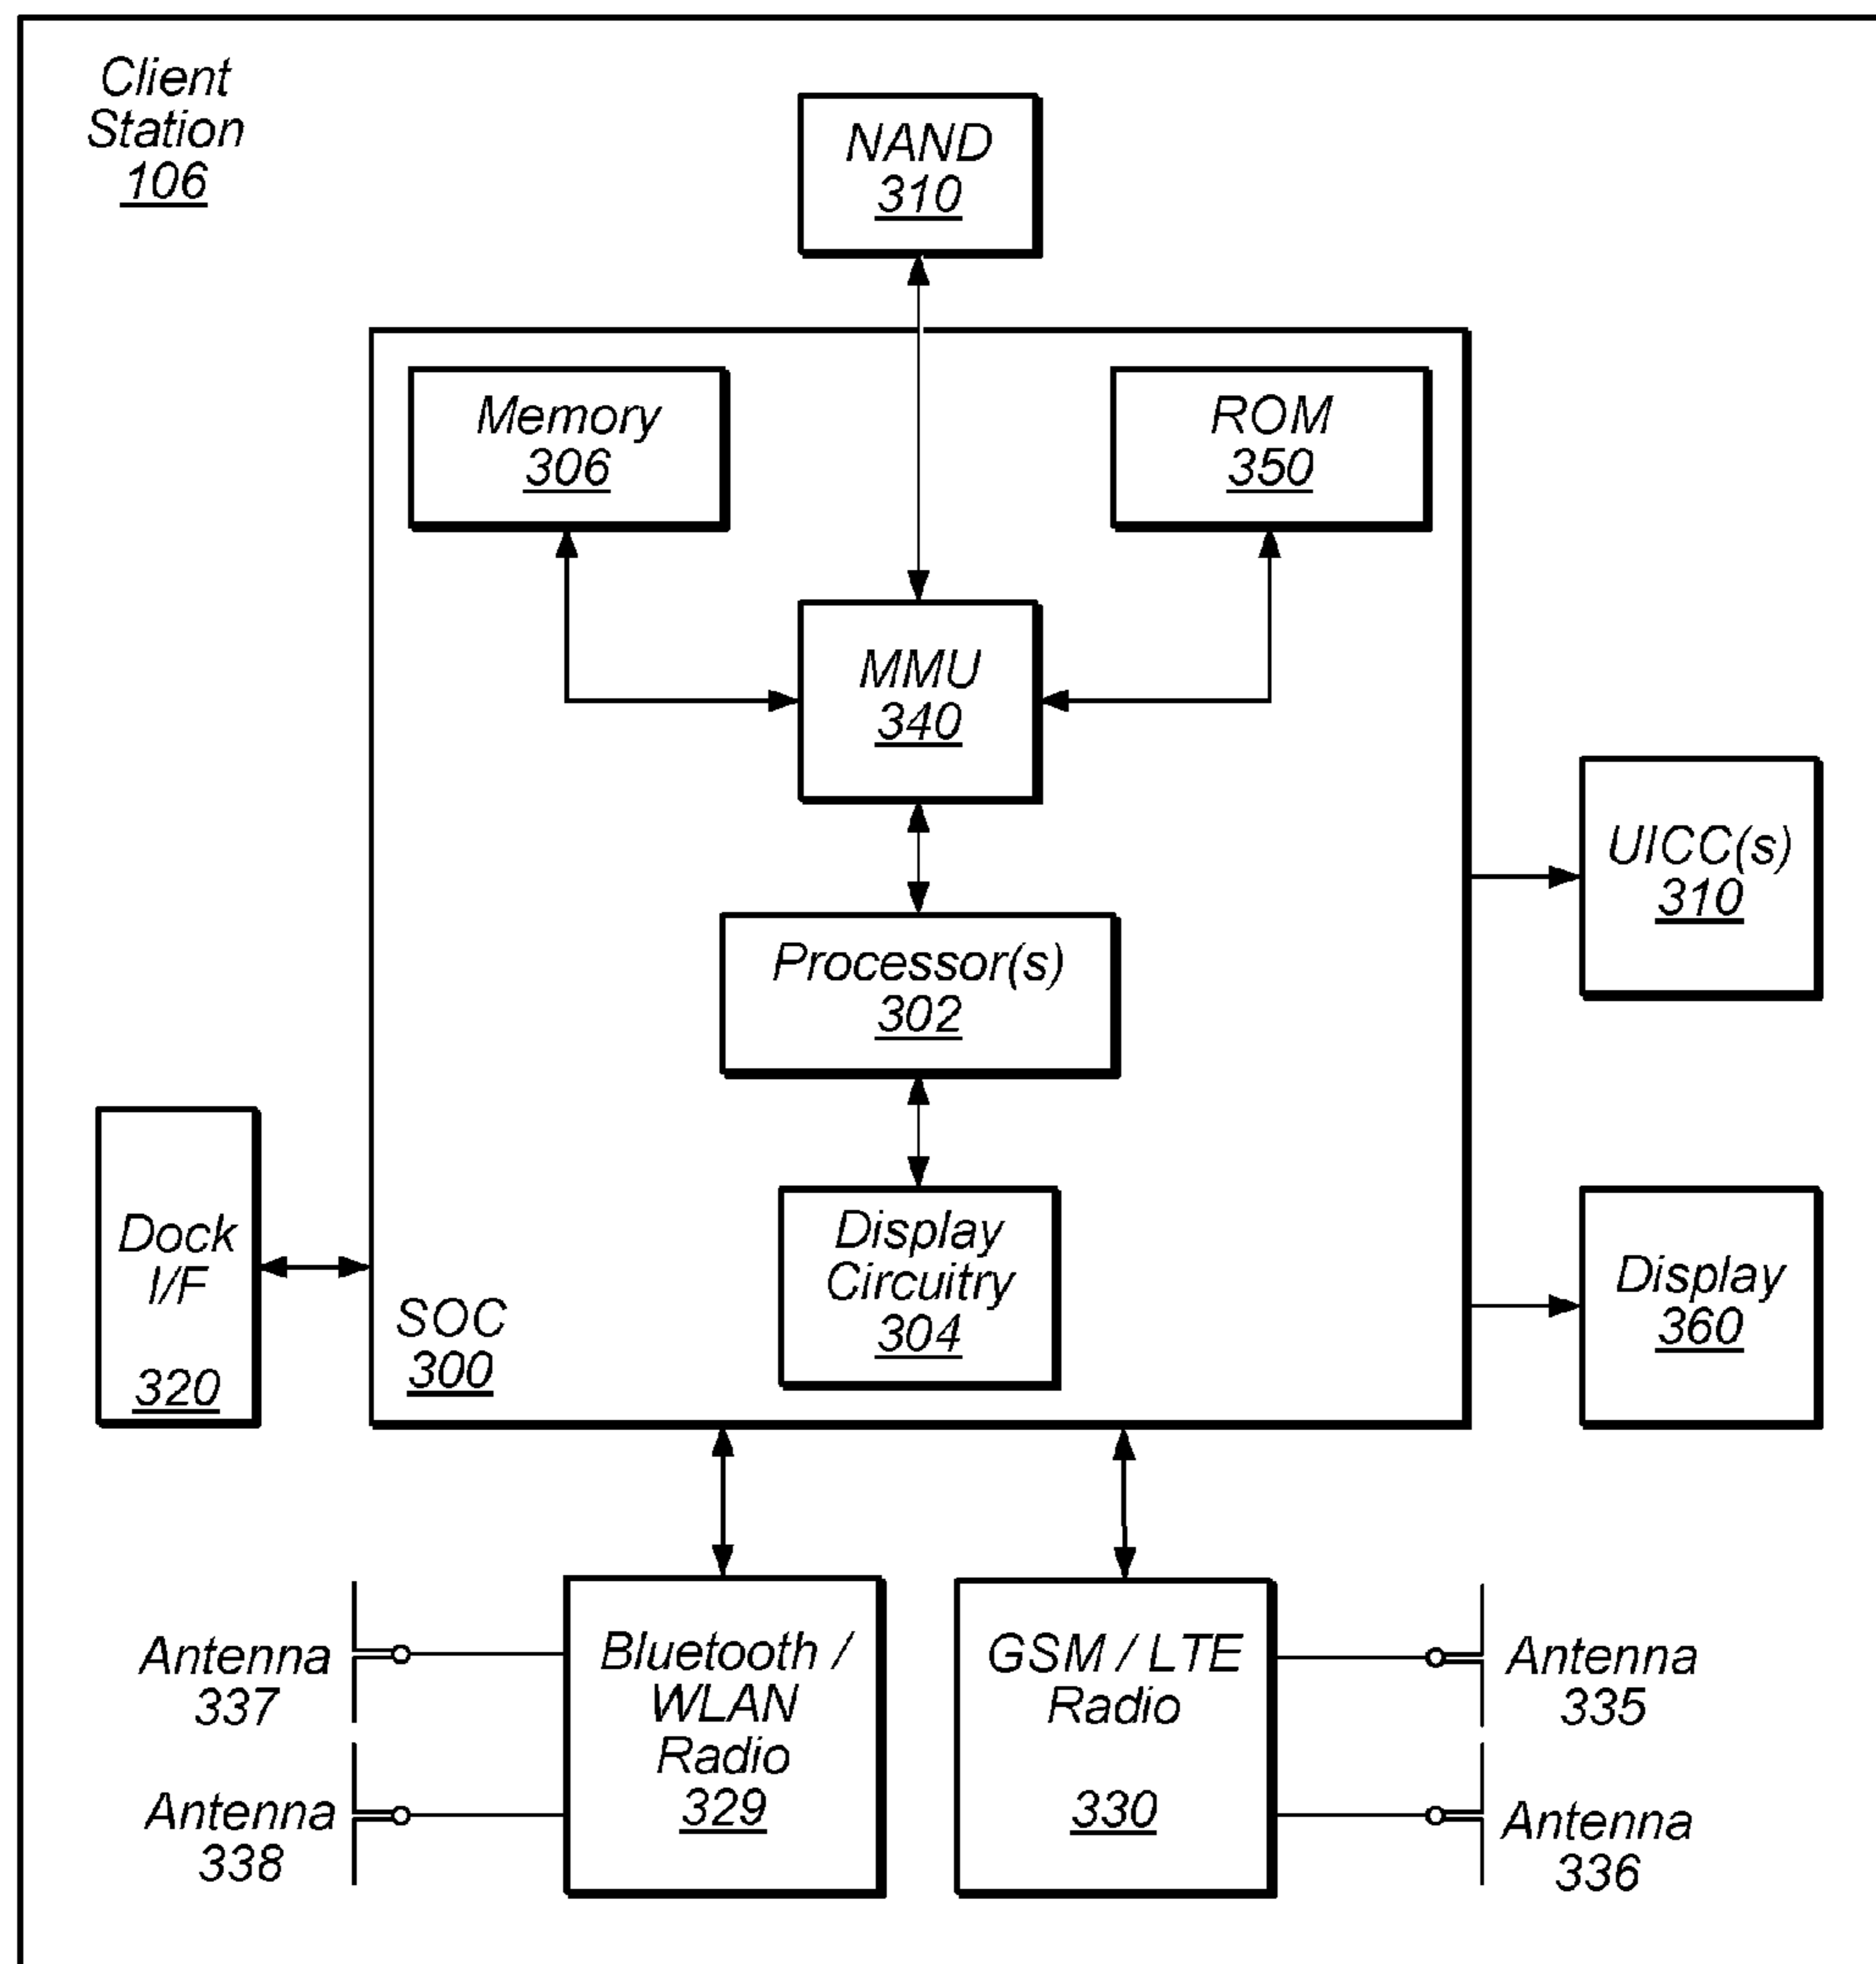 Client
Station
106
NAND
310
Memory
306
ROM
350
MMU
340
UICC(s)
310
Processor(s)
302
Dock
I/F
320
Display
Circuitry
304
SOC
300
Display
360
Antenna
337
Antenna
338
Bluetooth /
WLAN
Radio
329
GSM / LTE
Radio
330
Antenna
335
Antenna
336